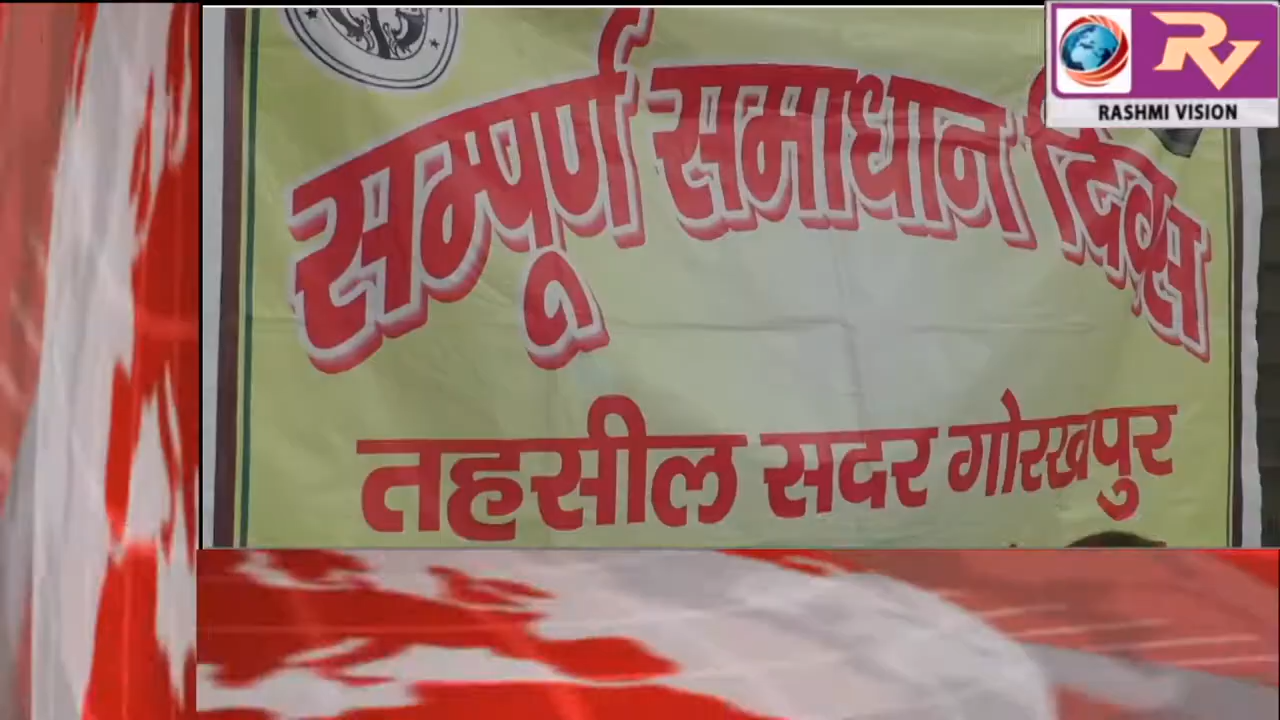 RV
RASHMI VISION
सम्पूर्ण समाधान दिवस
तहसील सदर गोरखपुर